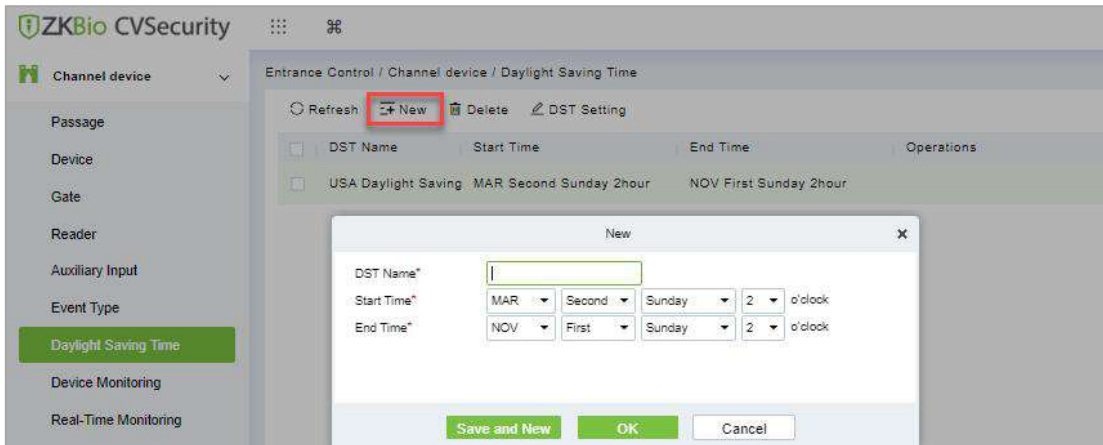 ZKBio CVSecurity
Channel device
Passage
Device
Gate
Reader
Auxiliary Input
Event Type
Daylight Saving Time
Device Monitoring
Real-Time Monitoring
Entrance Control / Channel device / Daylight Saving Time
Refresh New Delete DST Setting
DST Name Start Time End Time Operations
USA Daylight Saving MAR Second Sunday 2hour NOV First Sunday 2hour
New
DST Name*
Start Time* MAR Second Sunday 2 o'clock
End Time* NOV First Sunday 2 o'clock
Save and New OK Cancel